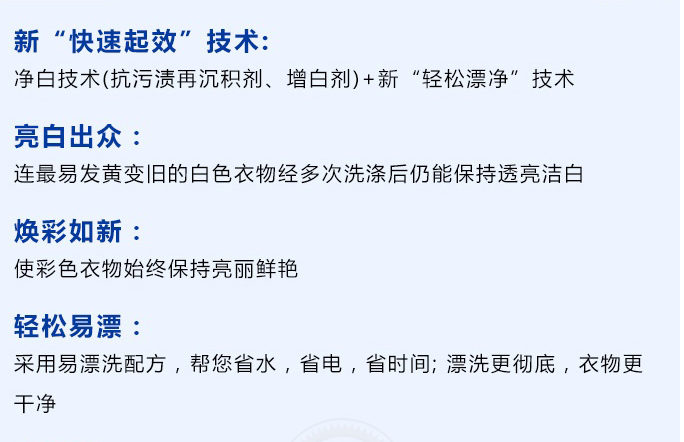 新“快速起效”技术:
净白技术(抗污渍再沉积剂、增白剂)+新“轻松漂净”技术
亮白出众：
连最易发黄变旧的白色衣物经多次洗涤后仍能保持透亮洁白
焕彩如新：
使彩色衣物始终保持亮丽鲜艳
轻松易漂：
采用易漂洗配方，帮您省水，省电，省时间; 漂洗更彻底，衣物更
干净